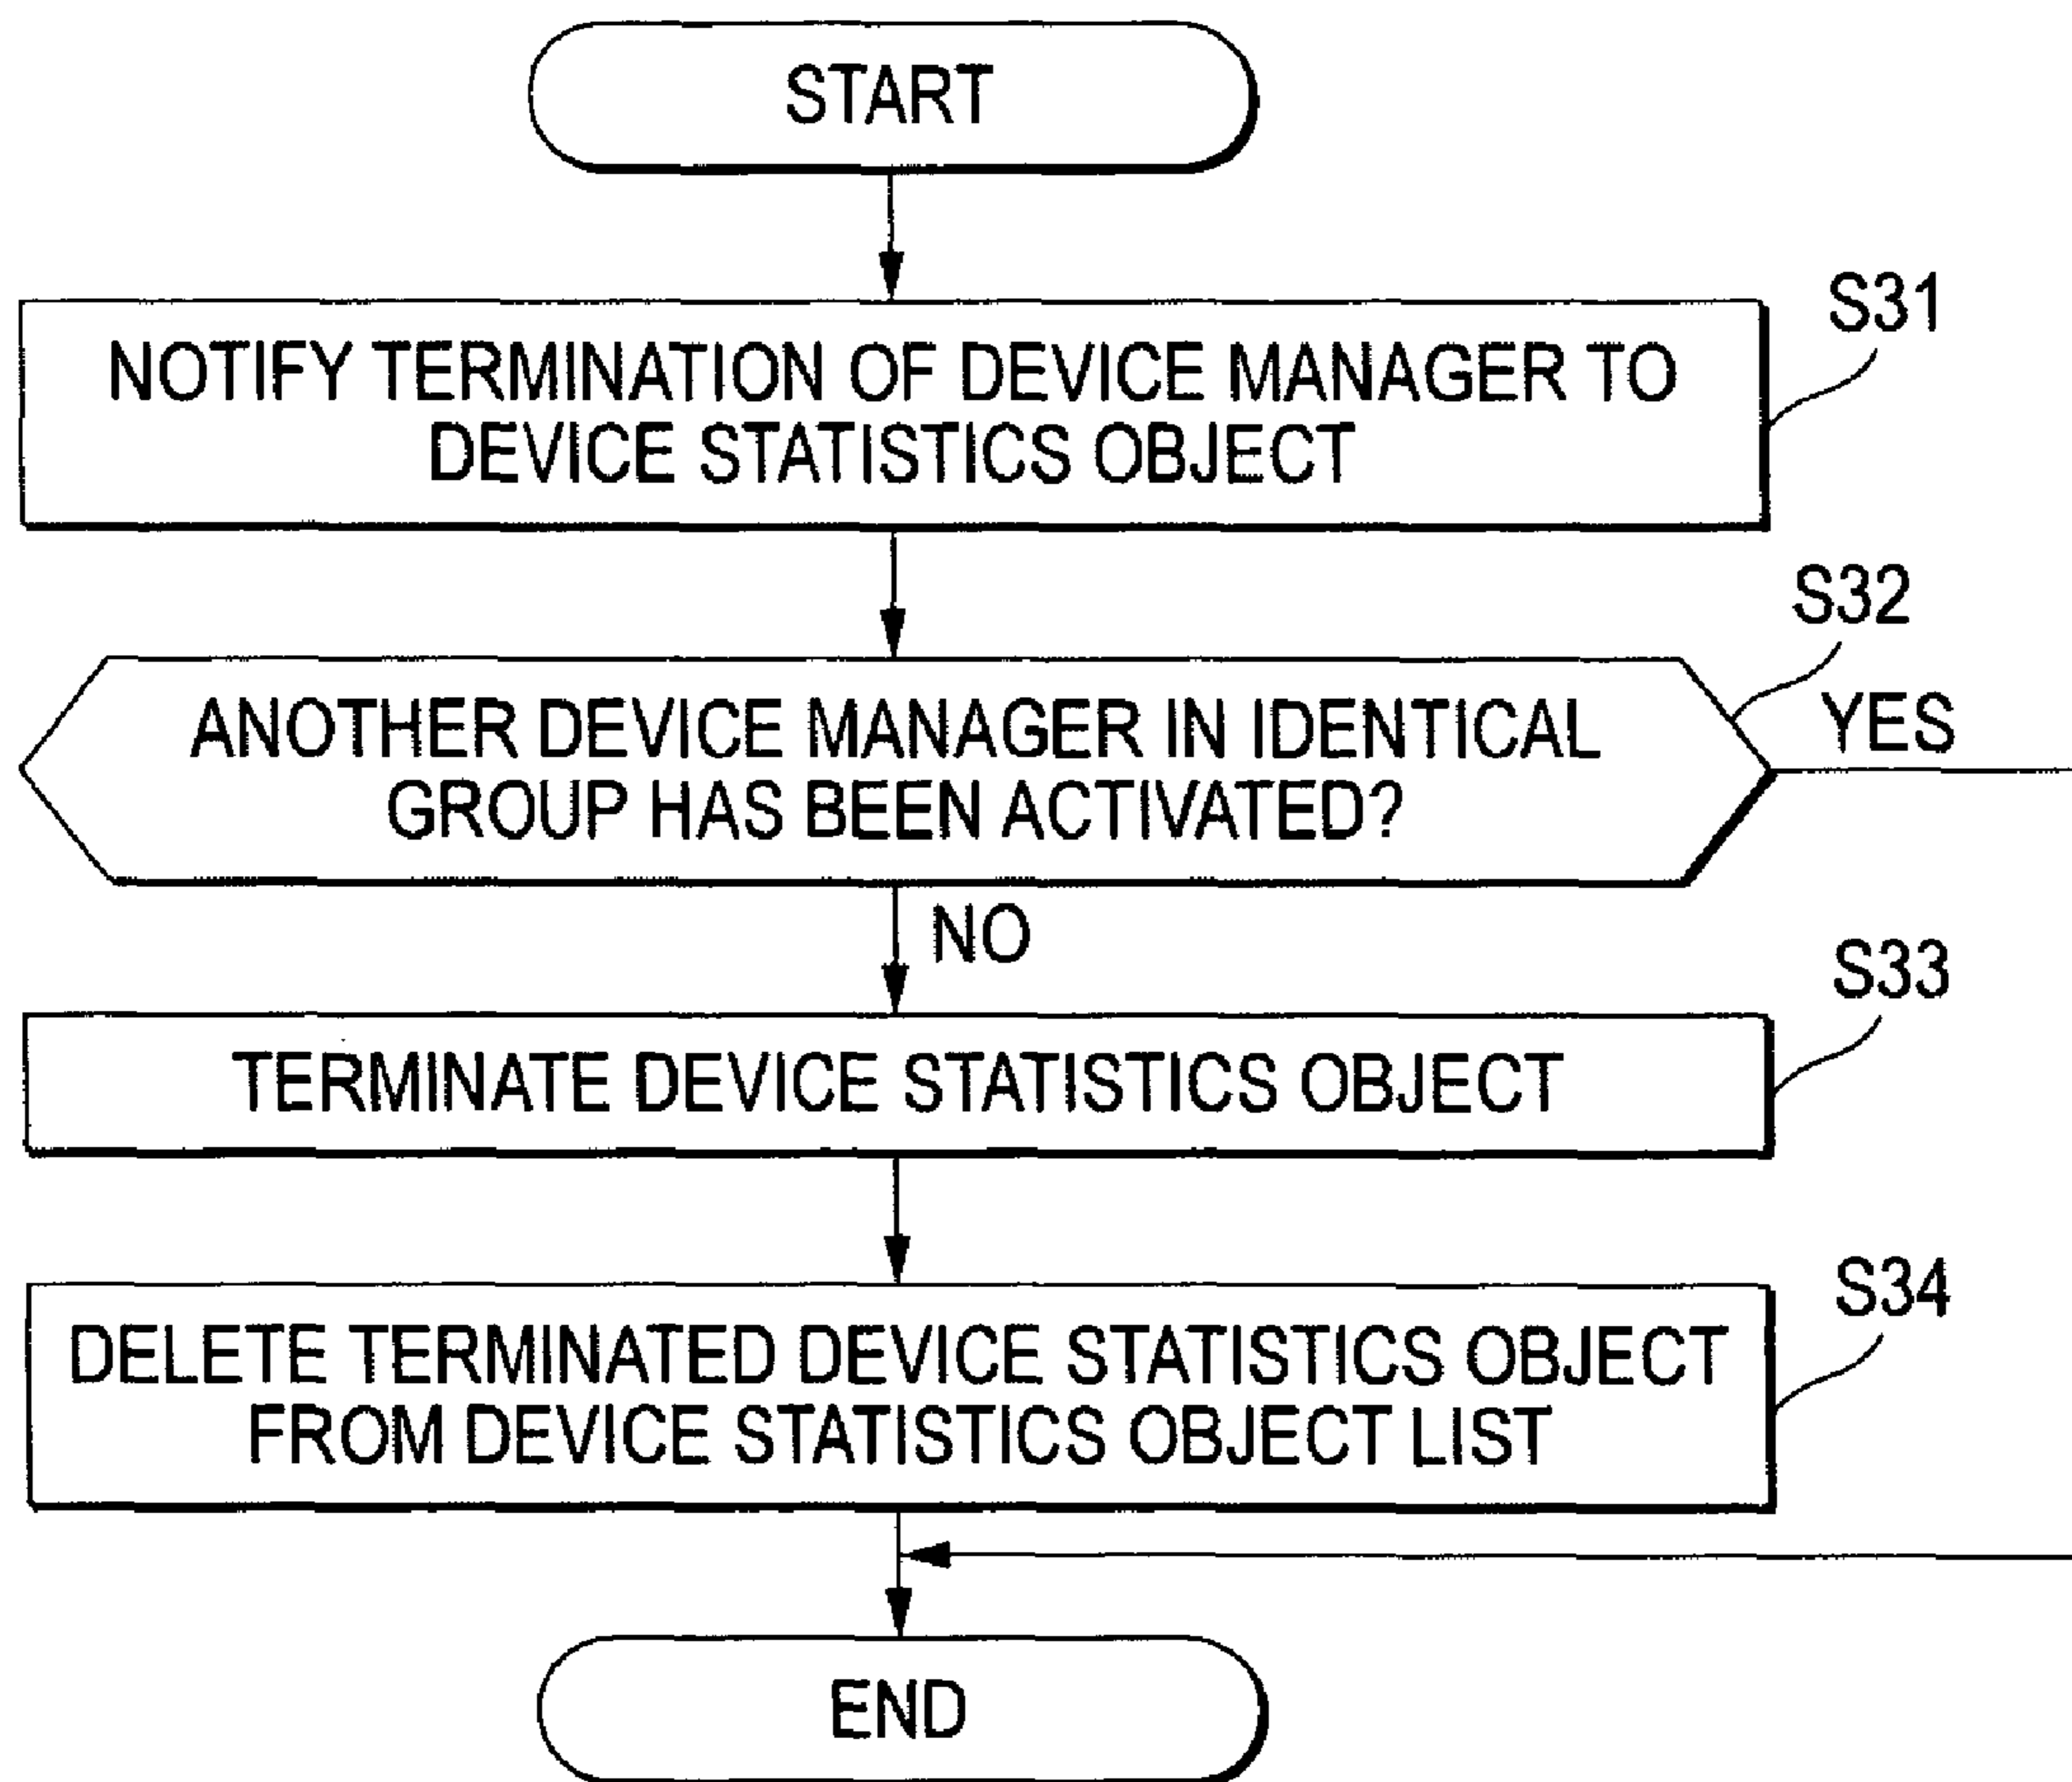 START
S31
NOTIFY TERMINATION OF DEVICE MANAGER TO
DEVICE STATISTICS OBJECT
S32
ANOTHER DEVICE MANAGER IN IDENTICAL
GROUP HAS BEEN ACTIVATED?
YES
NO
S33
TERMINATE DEVICE STATISTICS OBJECT
S34
DELETE TERMINATED DEVICE STATISTICS OBJECT
FROM DEVICE STATISTICS OBJECT LIST
END